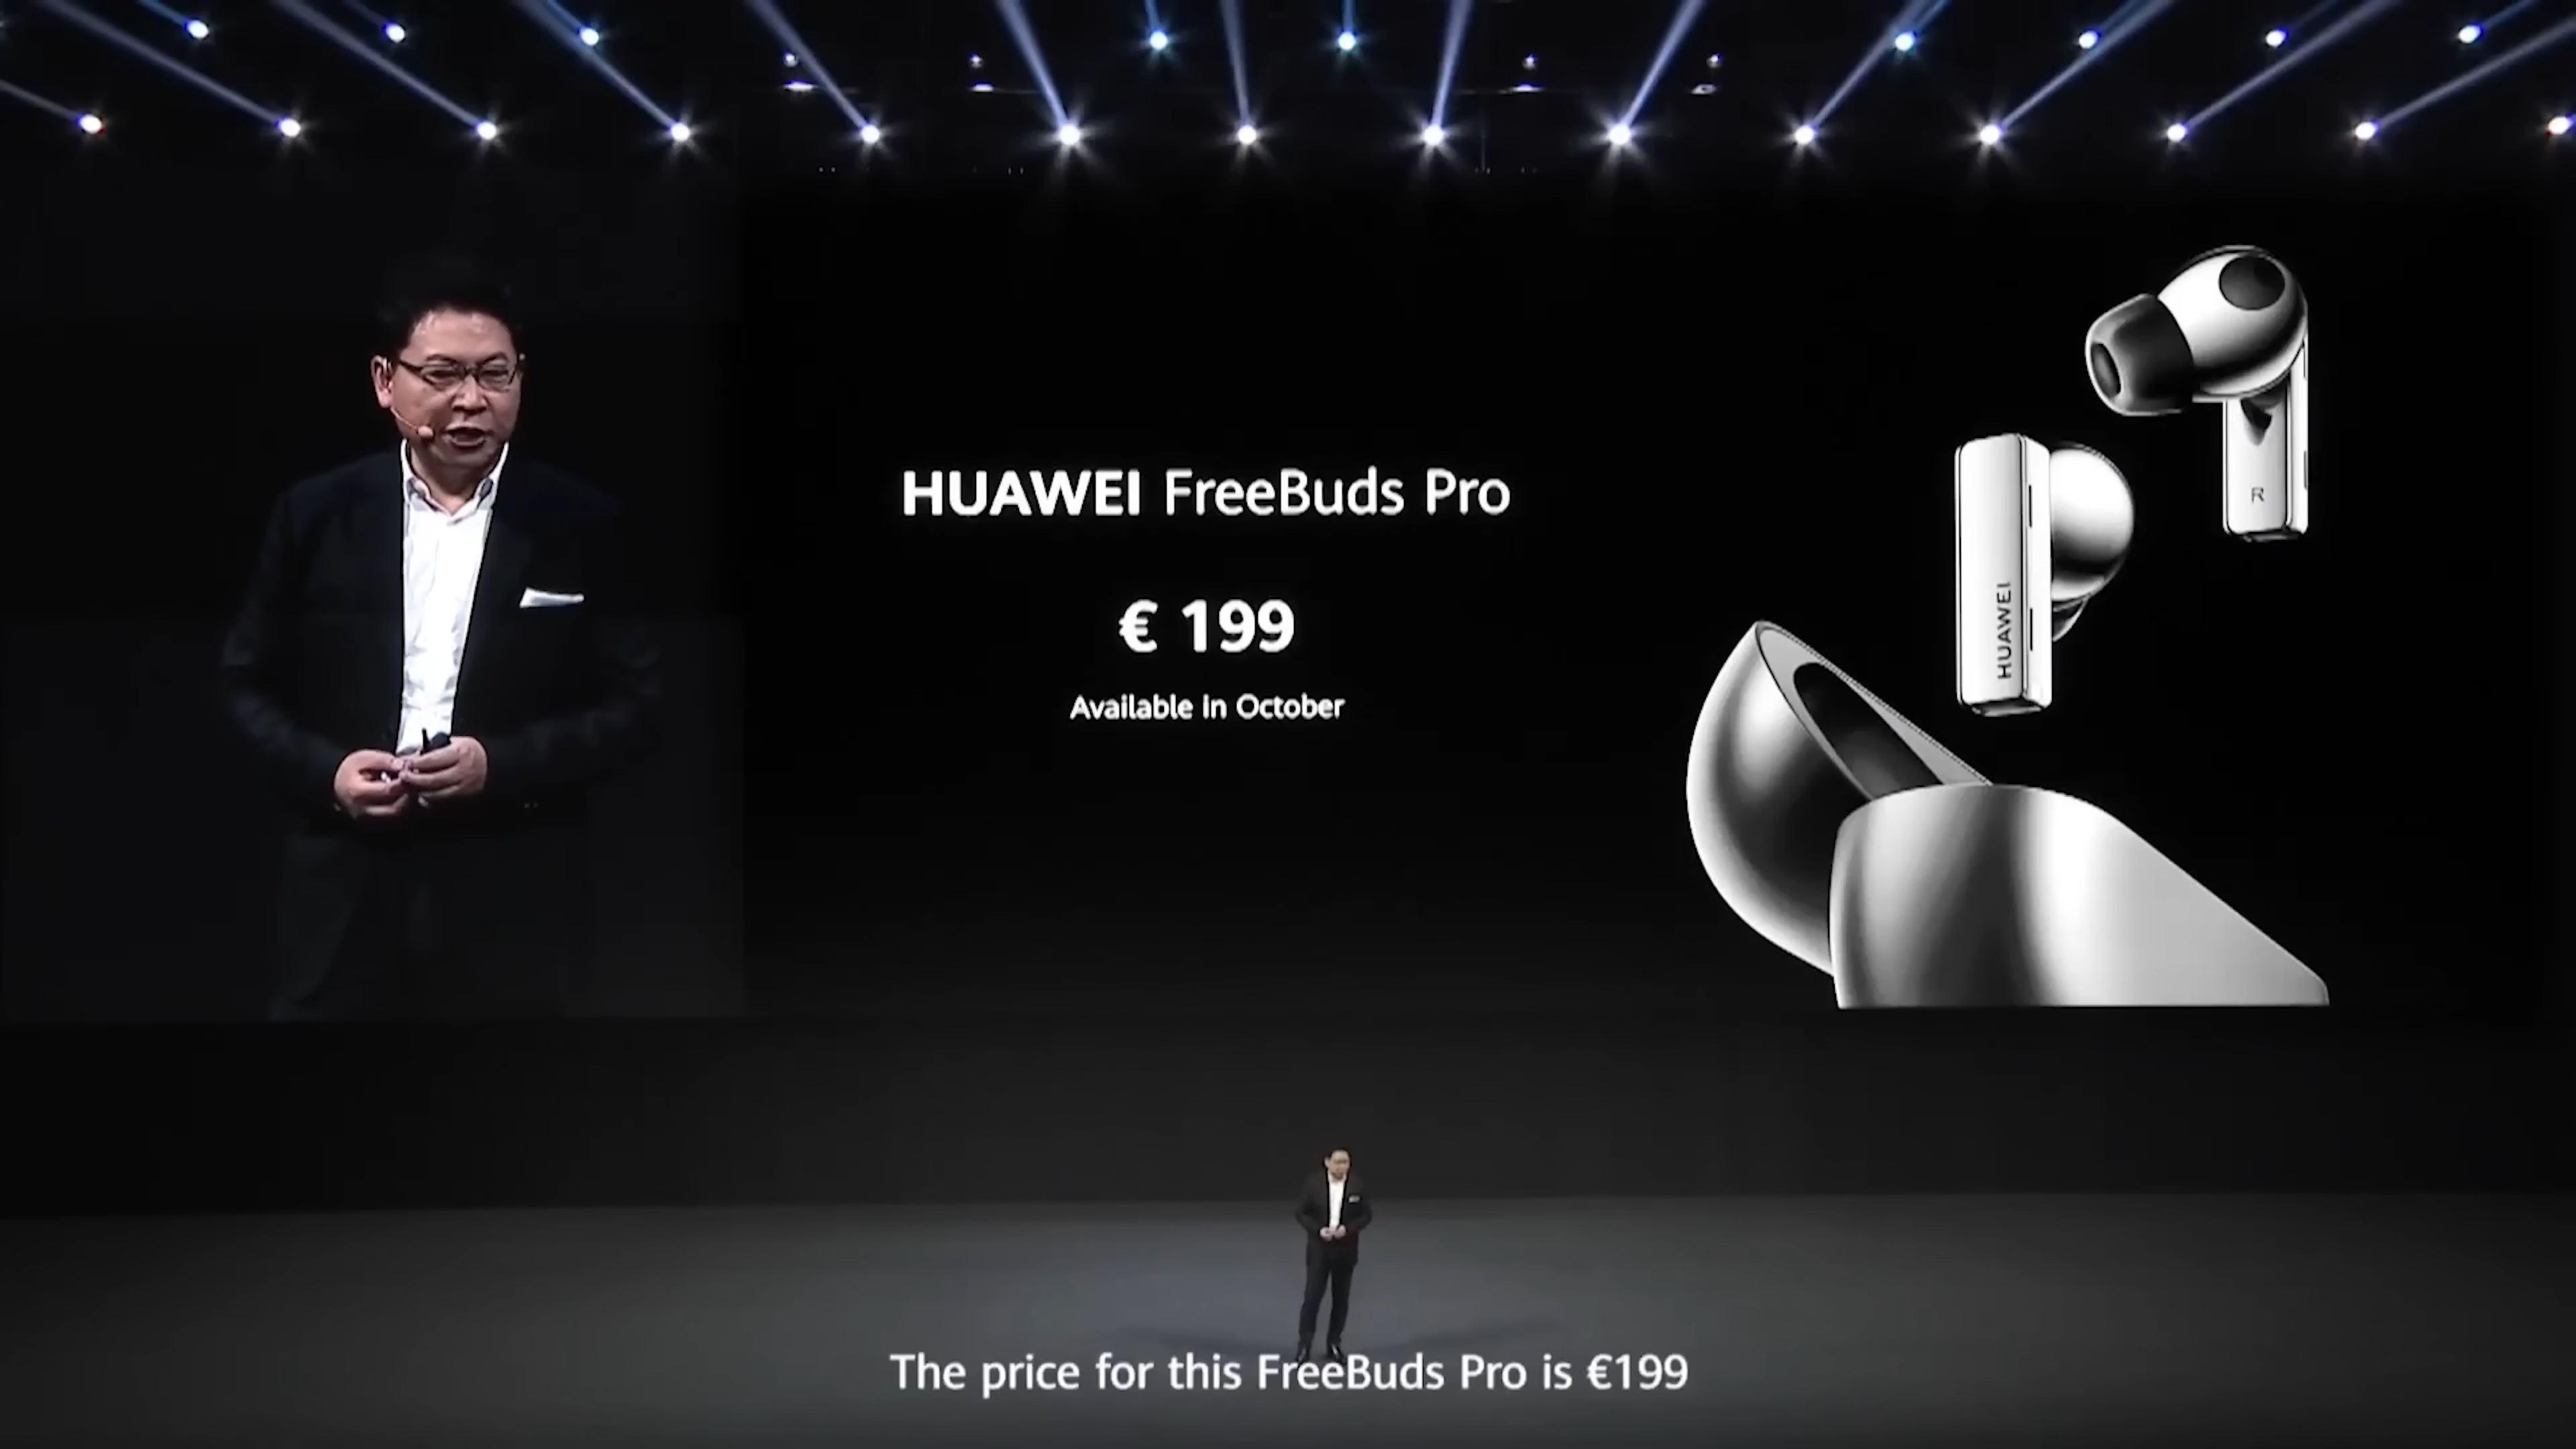 HUAWEI FreeBuds Pro
€ 199
Available in October
R
HUAWEI
The price for this FreeBuds Pro is €199